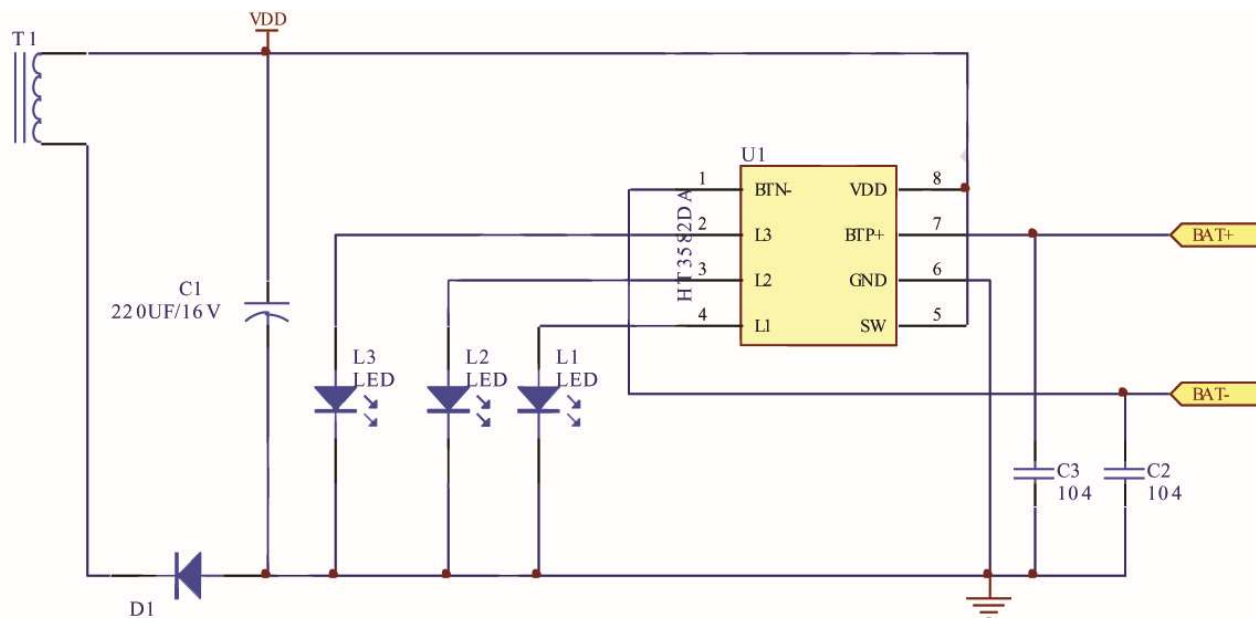 VDD
T1
U1
1 BTN- VDD 8
2 L3 BTP+ 7
3 L2 GND 6
4 L1 SW 5
HT3582DA
BAT+
BAT-
C1
220UF/16V
L3
LED
L2
LED
L1
LED
C3
104
C2
104
D1